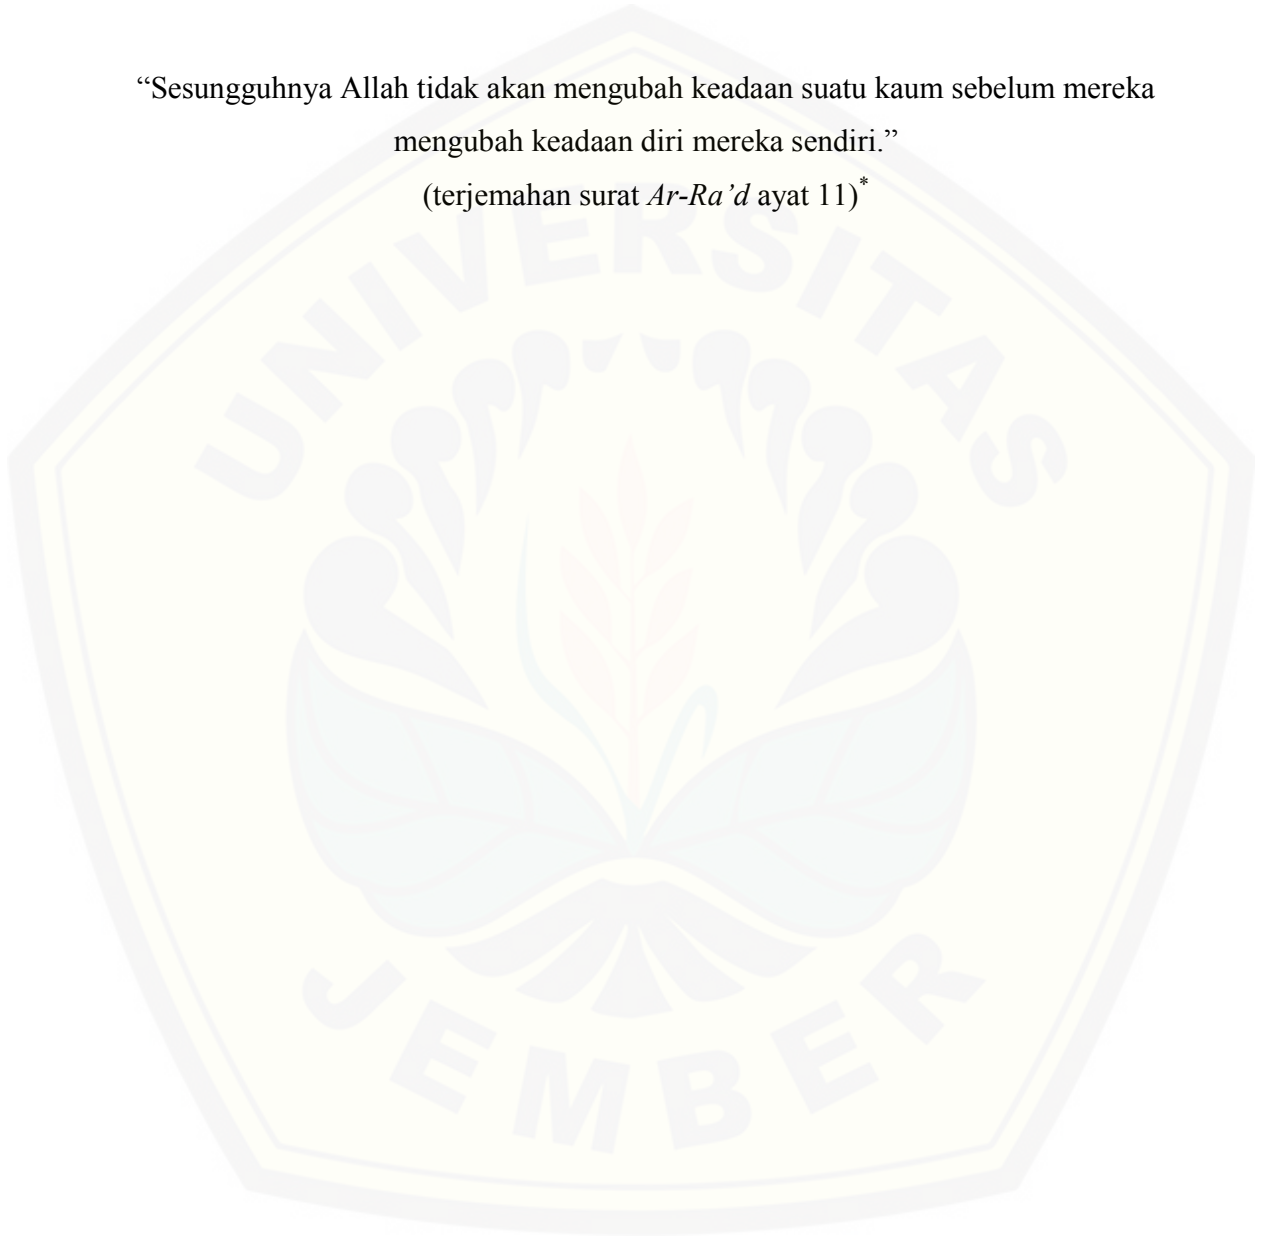 “Sesungguhnya Allah tidak akan mengubah keadaan suatu kaum sebelum mereka
mengubah keadaan diri mereka sendiri.”
(terjemahan surat Ar-Ra’d ayat 11)*
UNIVERSITAS
JEMBER